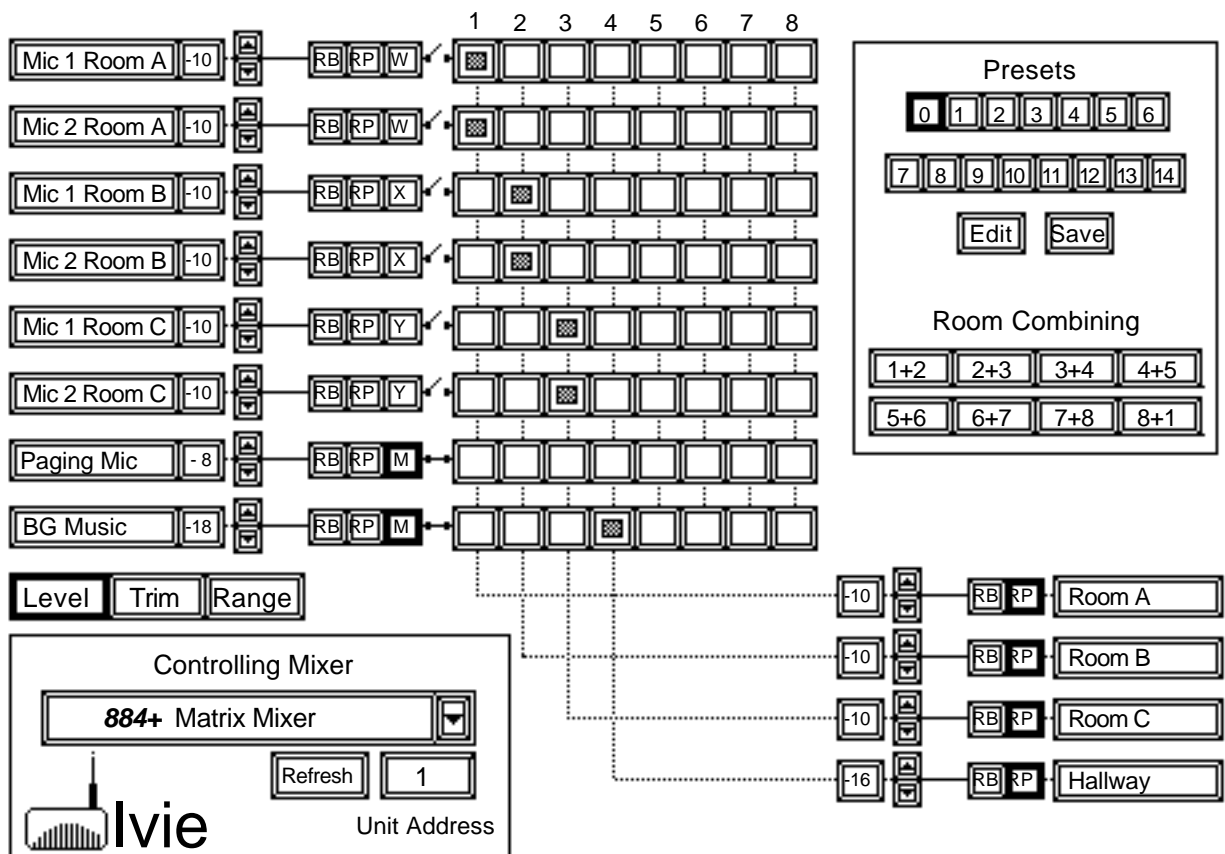 1 2 3 4 5 6 7 8
Mic 1 Room A -10 RB RP W
Mic 2 Room A -10 RB RP W
Mic 1 Room B -10 RB RP X
Mic 2 Room B -10 RB RP X
Mic 1 Room C -10 RB RP Y
Mic 2 Room C -10 RB RP Y
Paging Mic - 8 RB RP M
BG Music -18 RB RP M
Presets
0 1 2 3 4 5 6
7 8 9 10 11 12 13 14
Edit Save
Room Combining
1+2 2+3 3+4 4+5
5+6 6+7 7+8 8+1
Level Trim Range
-10 RB RP Room A
-10 RB RP Room B
-10 RB RP Room C
-16 RB RP Hallway
Controlling Mixer
884+ Matrix Mixer
Refresh 1
Ivie Unit Address